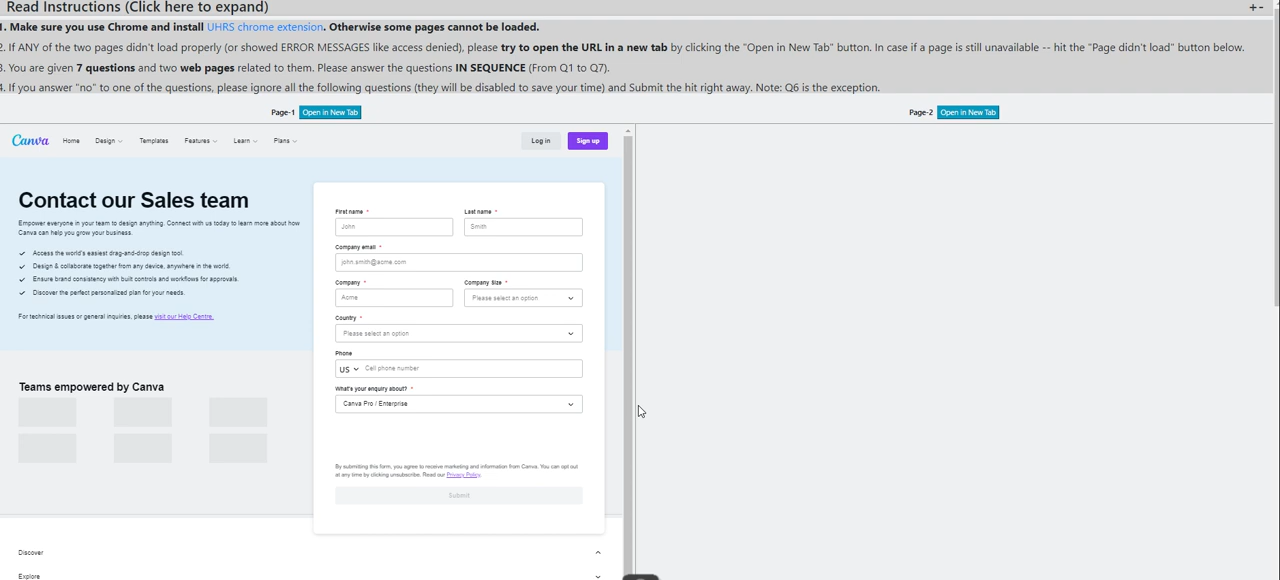 Read Instructions (Click here to expand)
+-
1. Make sure you use Chrome and install UHRS chrome extension. Otherwise some pages cannot be loaded.
2. If ANY of the two pages didn't load properly (or showed ERROR MESSAGES like access denied), please try to open the URL in a new tab by clicking the "Open in New Tab" button. In case if a page is still unavailable -- hit the "Page didn't load" button below.
3. You are given 7 questions and two web pages related to them. Please answer the questions IN SEQUENCE (From Q1 to Q7).
4. If you answer "no" to one of the questions, please ignore all the following questions (they will be disabled to save your time) and Submit the hit right away. Note: Q6 is the exception.
Page-1 Open in New Tab
Page-2 Open in New Tab
Canva Home Design Templates Features Learn Plans Log in Sign up
Contact our Sales team
Empower everyone in your team to design anything. Connect with us today to learn more about how
Canva can help you grow your business.
Access the world's easiest drag-and-drop design tool.
Design & collaborate together from any device, anywhere in the world.
Ensure brand consistency with built controls and workflows for approvals.
Discover the perfect personalized plan for your needs.
For technical issues or general inquiries, please visit our Help Centre.
Teams empowered by Canva
First name * Last name *
John Smith
Company email *
john.smith@acme.com
Company * Company Size *
Acme Please select an option
Country *
Please select an option
Phone
US Cell phone number
What's your enquiry about? *
Canva Pro / Enterprise
By submitting this form, you agree to receive marketing and information from Canva. You can opt out
at any time by clicking unsubscribe. Read our Privacy Policy.
Submit
Discover
Explore